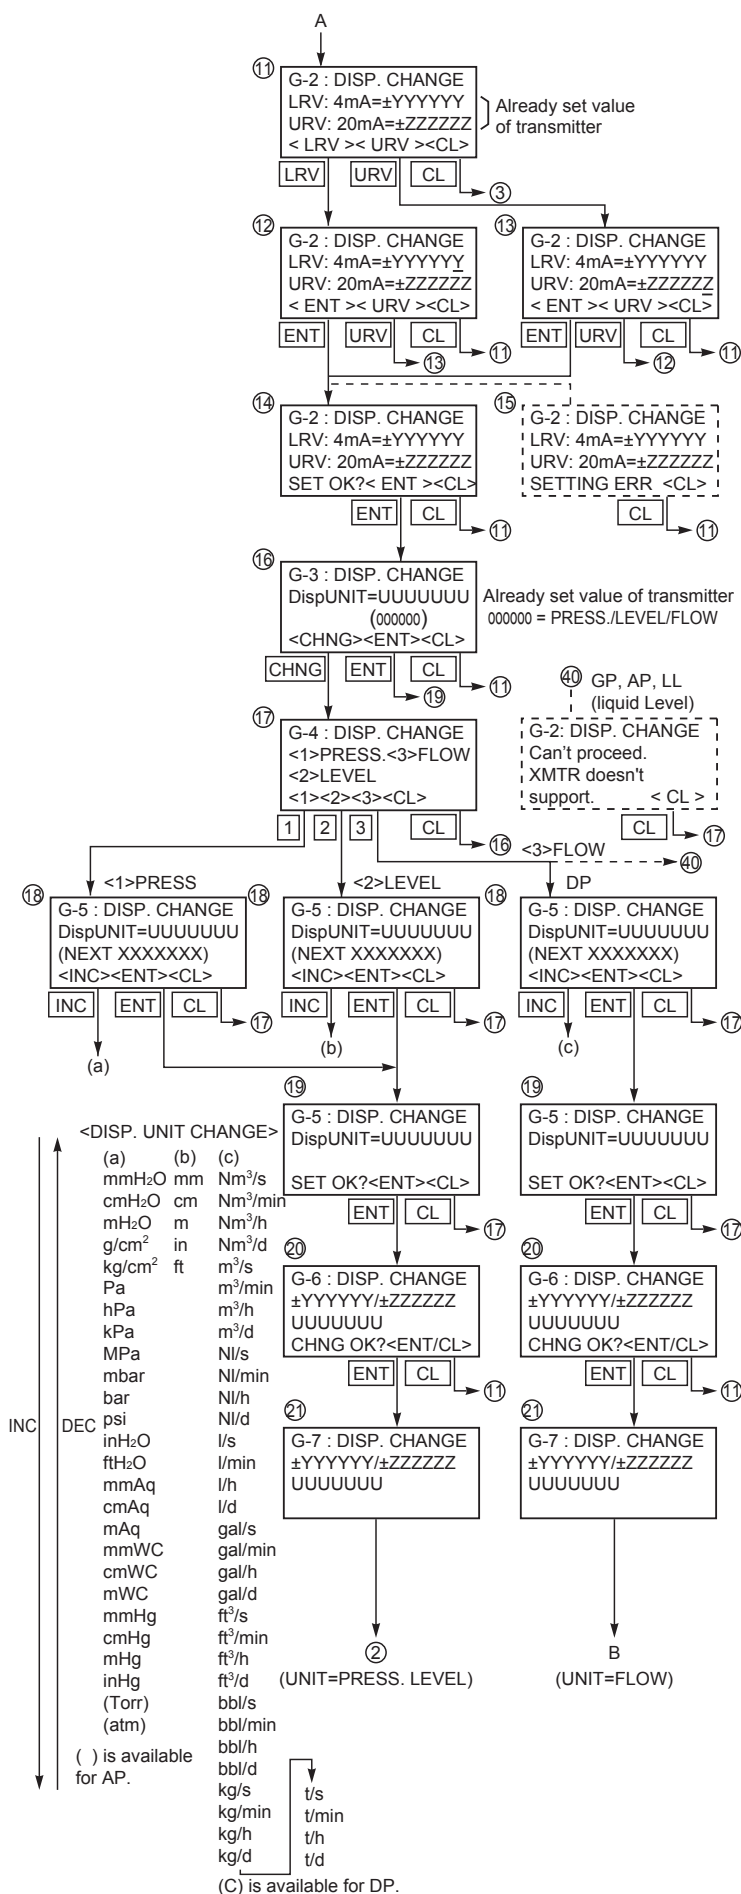 A
⑪
G-2 : DISP. CHANGE
LRV: 4mA=±YYYYYY
URV: 20mA=±ZZZZZZ
< LRV >< URV ><CL>
Already set value
of transmitter
LRV URV CL
③
⑫
G-2 : DISP. CHANGE
LRV: 4mA=±YYYYYY
URV: 20mA=±ZZZZZZ
< ENT >< URV ><CL>
ENT URV CL
⑪
⑬
⑬
G-2 : DISP. CHANGE
LRV: 4mA=±YYYYYY
URV: 20mA=±ZZZZZZ
< ENT >< URV ><CL>
ENT URV CL
⑪
⑫
⑭
G-2 : DISP. CHANGE
LRV: 4mA=±YYYYYY
URV: 20mA=±ZZZZZZ
SET OK?< ENT ><CL>
ENT CL
⑪
⑮
G-2 : DISP. CHANGE
LRV: 4mA=±YYYYYY
URV: 20mA=±ZZZZZZ
SETTING ERR <CL>
CL
⑪
⑯
G-3 : DISP. CHANGE
DispUNIT=UUUUUUU
(000000)
<CHNG><ENT><CL>
Already set value of transmitter
000000 = PRESS./LEVEL/FLOW
CHNG ENT CL
⑪
⑲
⑰
G-4 : DISP. CHANGE
<1>PRESS.<3>FLOW
<2>LEVEL
<1><2><3><CL>
1 2 3 CL
⑯
㊵ GP, AP, LL
(liquid Level)
G-2: DISP. CHANGE
Can't proceed.
XMTR doesn't
support. < CL >
CL
⑰
<3>FLOW
㊵
<1>PRESS
⑱
G-5 : DISP. CHANGE
DispUNIT=UUUUUUU
(NEXT XXXXXXX)
<INC><ENT><CL>
INC ENT CL
⑰
(a)
<2>LEVEL
⑱
G-5 : DISP. CHANGE
DispUNIT=UUUUUUU
(NEXT XXXXXXX)
<INC><ENT><CL>
INC ENT CL
⑰
(b)
DP
⑱
G-5 : DISP. CHANGE
DispUNIT=UUUUUUU
(NEXT XXXXXXX)
<INC><ENT><CL>
INC ENT CL
⑰
(c)
⑲
G-5 : DISP. CHANGE
DispUNIT=UUUUUUU
SET OK?<ENT><CL>
ENT CL
⑰
⑲
G-5 : DISP. CHANGE
DispUNIT=UUUUUUU
SET OK?<ENT><CL>
ENT CL
⑰
⑳
G-6 : DISP. CHANGE
±YYYYYY/±ZZZZZZ
UUUUUUU
CHNG OK?<ENT/CL>
ENT CL
⑪
⑳
G-6 : DISP. CHANGE
±YYYYYY/±ZZZZZZ
UUUUUUU
CHNG OK?<ENT/CL>
ENT CL
⑪
㉑
G-7 : DISP. CHANGE
±YYYYYY/±ZZZZZZ
UUUUUUU
②
(UNIT=PRESS. LEVEL)
㉑
G-7 : DISP. CHANGE
±YYYYYY/±ZZZZZZ
UUUUUUU
B
(UNIT=FLOW)
<DISP. UNIT CHANGE>
INC
DEC
(a) (b) (c)
mmH₂O mm Nm³/s
cmH₂O cm Nm³/min
mH₂O m Nm³/h
g/cm² in Nm³/d
kg/cm² ft m³/s
Pa m³/min
hPa m³/h
kPa m³/d
MPa Nl/s
mbar Nl/min
bar Nl/h
psi Nl/d
inH₂O l/s
ftH₂O l/min
mmAq l/h
cmAq l/d
mAq gal/s
mmWC gal/min
cmWC gal/h
mWC gal/d
mmHg ft³/s
cmHg ft³/min
mHg ft³/h
inHg ft³/d
(Torr) bbl/s
(atm) bbl/min
bbl/h
bbl/d
kg/s
kg/min
kg/h
kg/d
t/s
t/min
t/h
t/d
( ) is available
for AP.
(C) is available for DP.